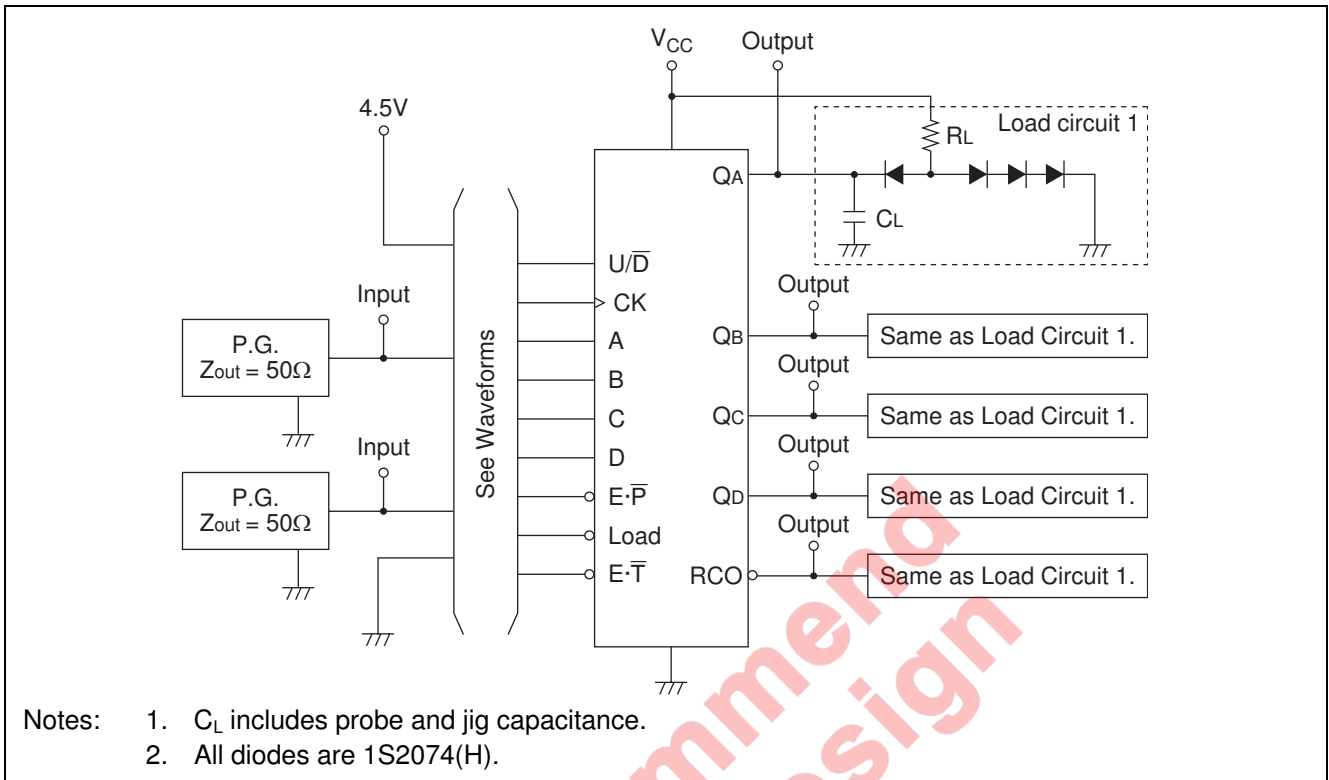 VCC
Output
4.5V
Load circuit 1
RL
QA
CL
U/D̅
Output
Input
CK
P.G.
Zout = 50Ω
A
QB
Same as Load Circuit 1.
See Waveforms
B
Output
C
QC
Same as Load Circuit 1.
Input
D
Output
P.G.
Zout = 50Ω
E·P̅
QD
Same as Load Circuit 1.
Load
Output
E·T̅
RCO
Same as Load Circuit 1.
Notes: 1. CL includes probe and jig capacitance.
2. All diodes are 1S2074(H).